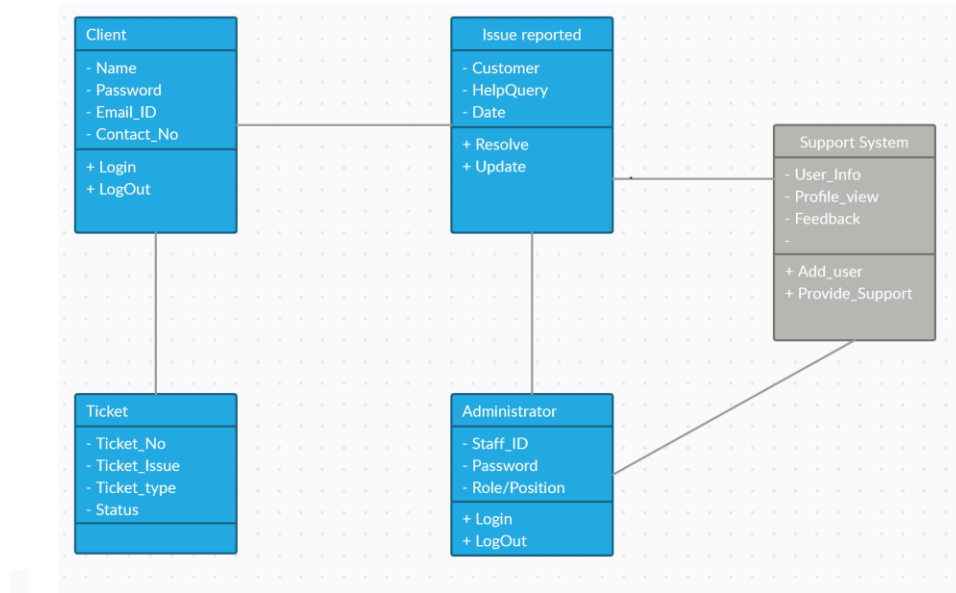 Client
- Name
- Password
- Email_ID
- Contact_No
+ Login
+ LogOut
Issue reported
- Customer
- HelpQuery
- Date
+ Resolve
+ Update
Support System
- User_Info
- Profile_view
- Feedback
-
+ Add_user
+ Provide_Support
Ticket
- Ticket_No
- Ticket_Issue
- Ticket_type
- Status
Administrator
- Staff_ID
- Password
- Role/Position
+ Login
+ LogOut